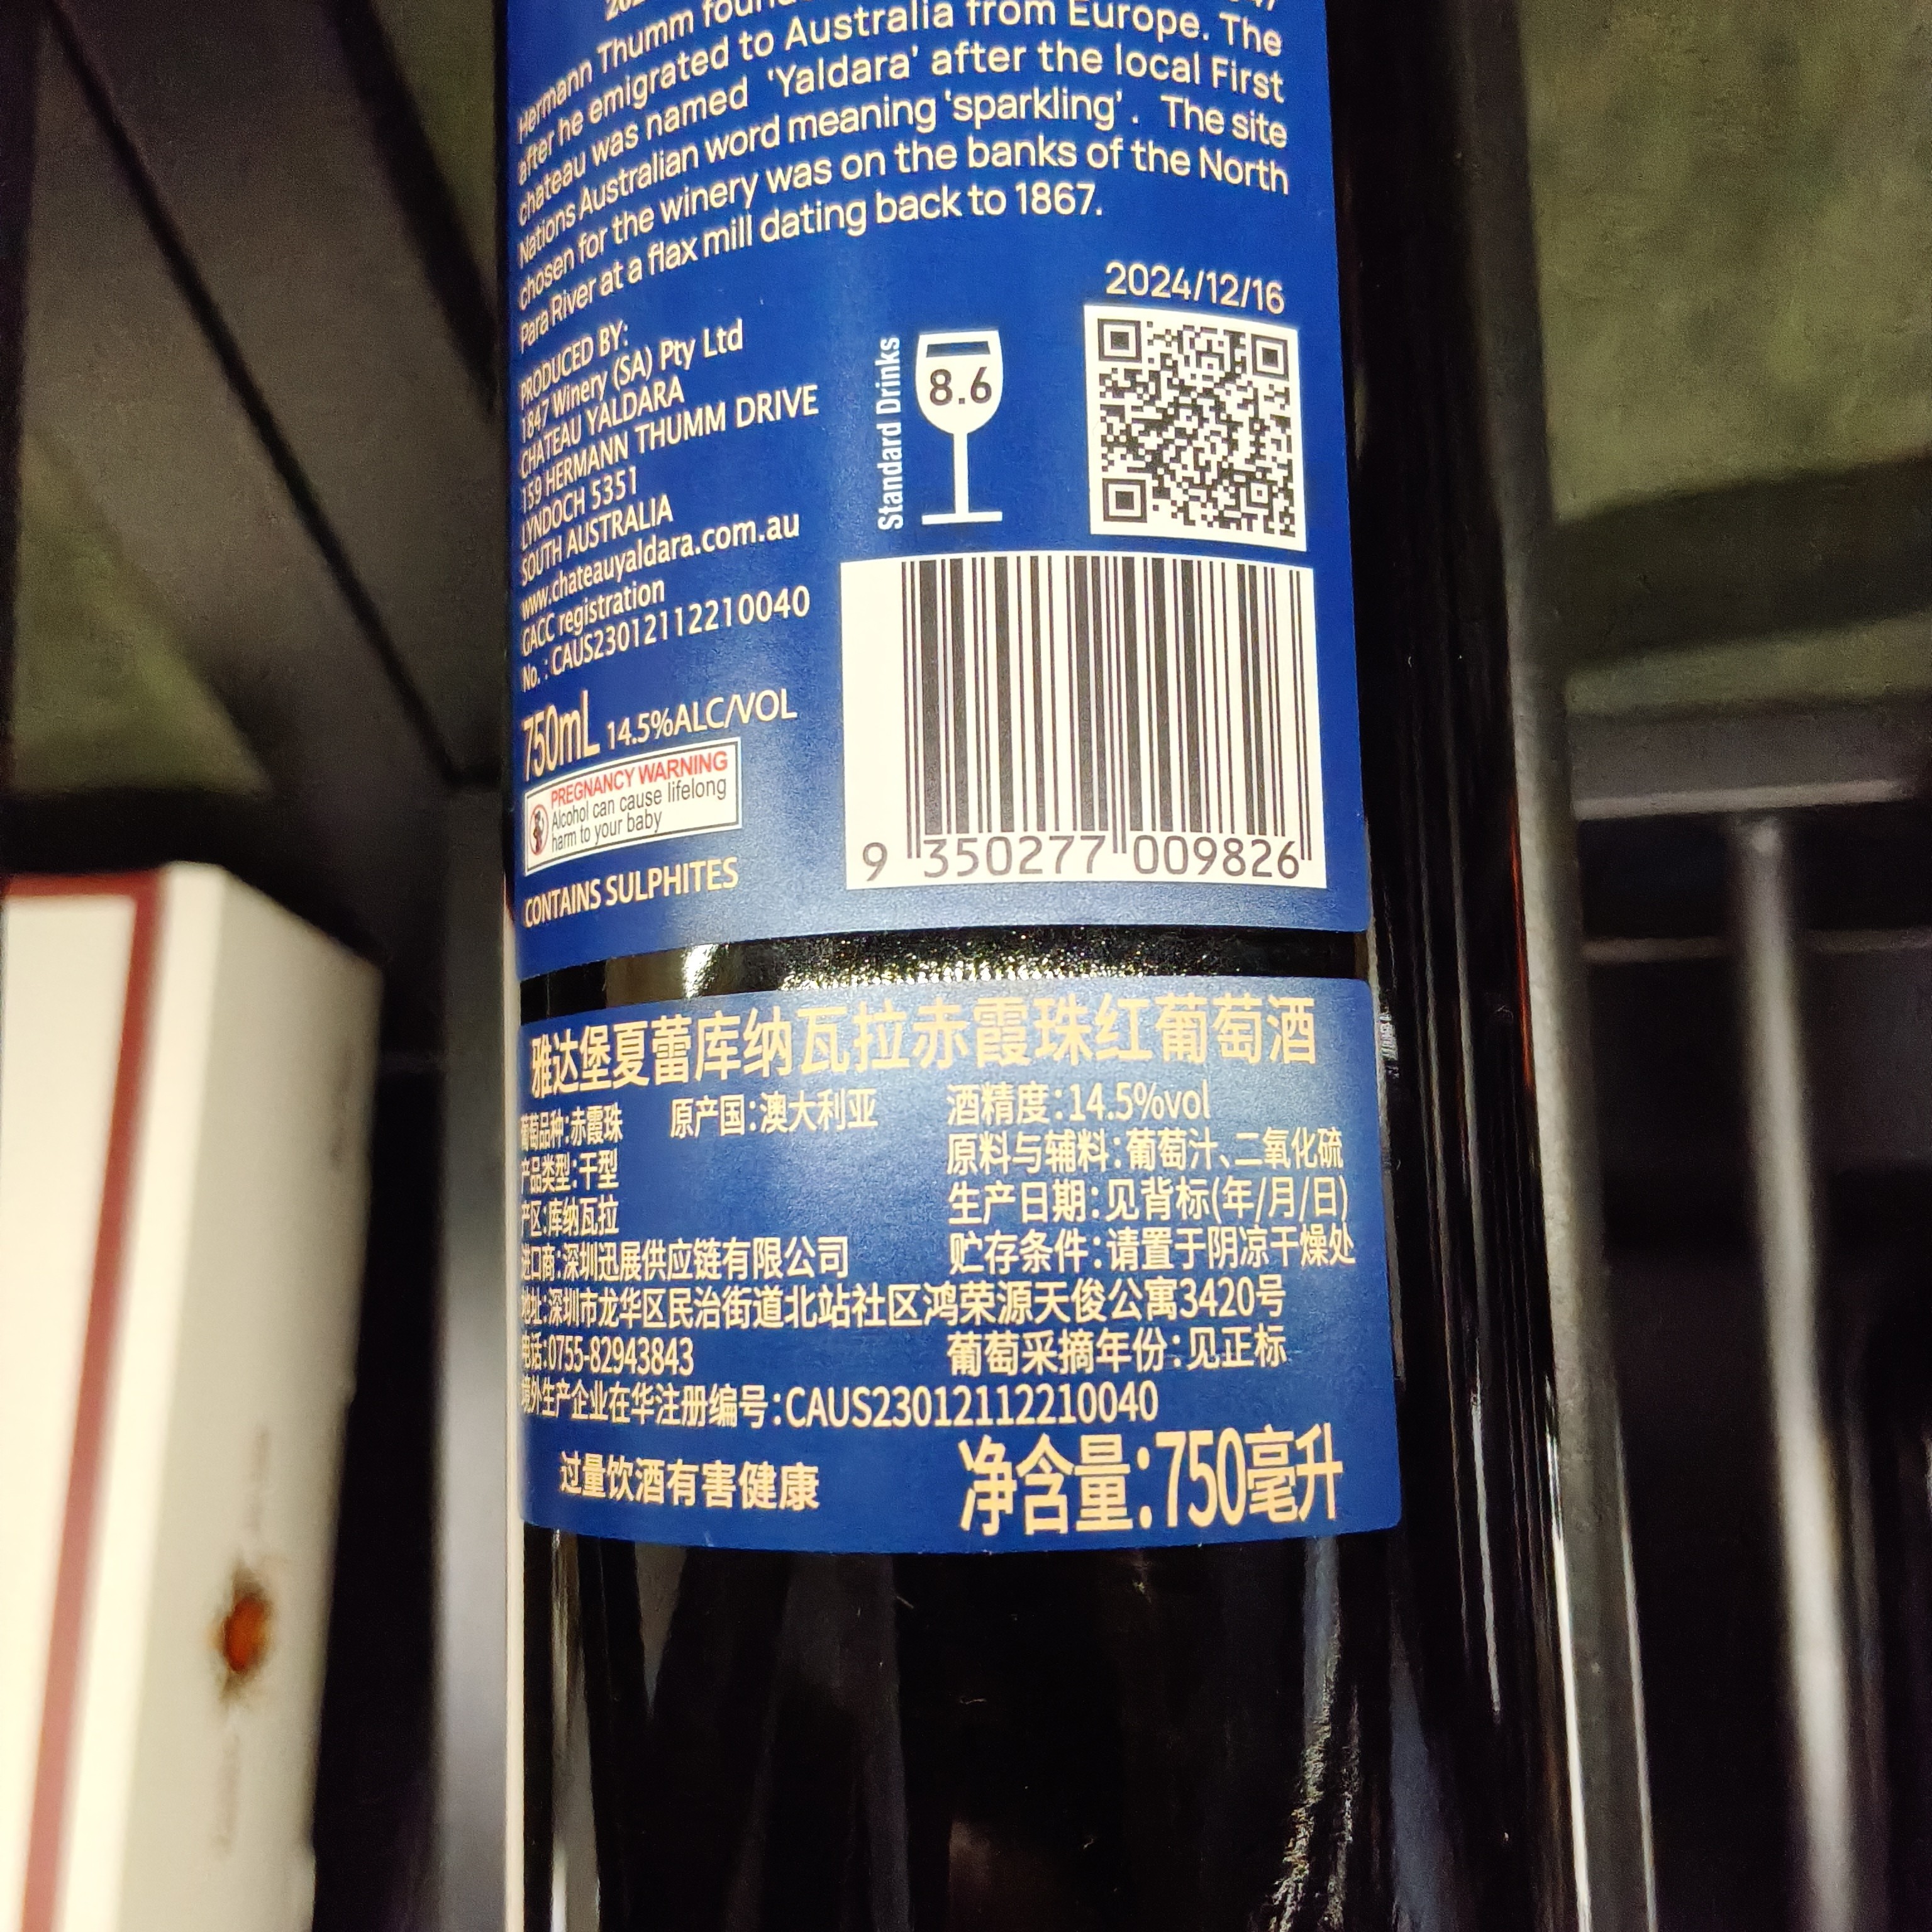 Hermann Thumm
after he emigrated to Australia from Europe. The
chateau was named 'Yaldara' after the local First
Nations Australian word meaning 'sparkling'. The site
chosen for the winery was on the banks of the North
Para River at a flax mill dating back to 1867.
PRODUCED BY:
1847 Winery (SA) Pty Ltd
CHATEAU YALDARA
159 HERMANN THUMM DRIVE
LYNDOCH 5351
SOUTH AUSTRALIA
www.chateauyaldara.com.au
GACC registration
No. : CAUS23012112210040
750mL 14.5%ALC/VOL
PREGNANCY WARNING
Alcohol can cause lifelong
harm to your baby
CONTAINS SULPHITES
Standard Drinks
8.6
2024/12/16
9 350277 009826
雅达堡夏蕾库纳瓦拉赤霞珠红葡萄酒
葡萄品种:赤霞珠 原产国:澳大利亚 酒精度:14.5%vol
产品类型:干型 原料与辅料:葡萄汁、二氧化硫
产区:库纳瓦拉 生产日期:见背标(年/月/日)
进口商:深圳迅展供应链有限公司 贮存条件:请置于阴凉干燥处
地址:深圳市龙华区民治街道北站社区鸿荣源天俊公寓3420号
电话:0755-82943843 葡萄采摘年份:见正标
境外生产企业在华注册编号:CAUS23012112210040
过量饮酒有害健康 净含量:750毫升